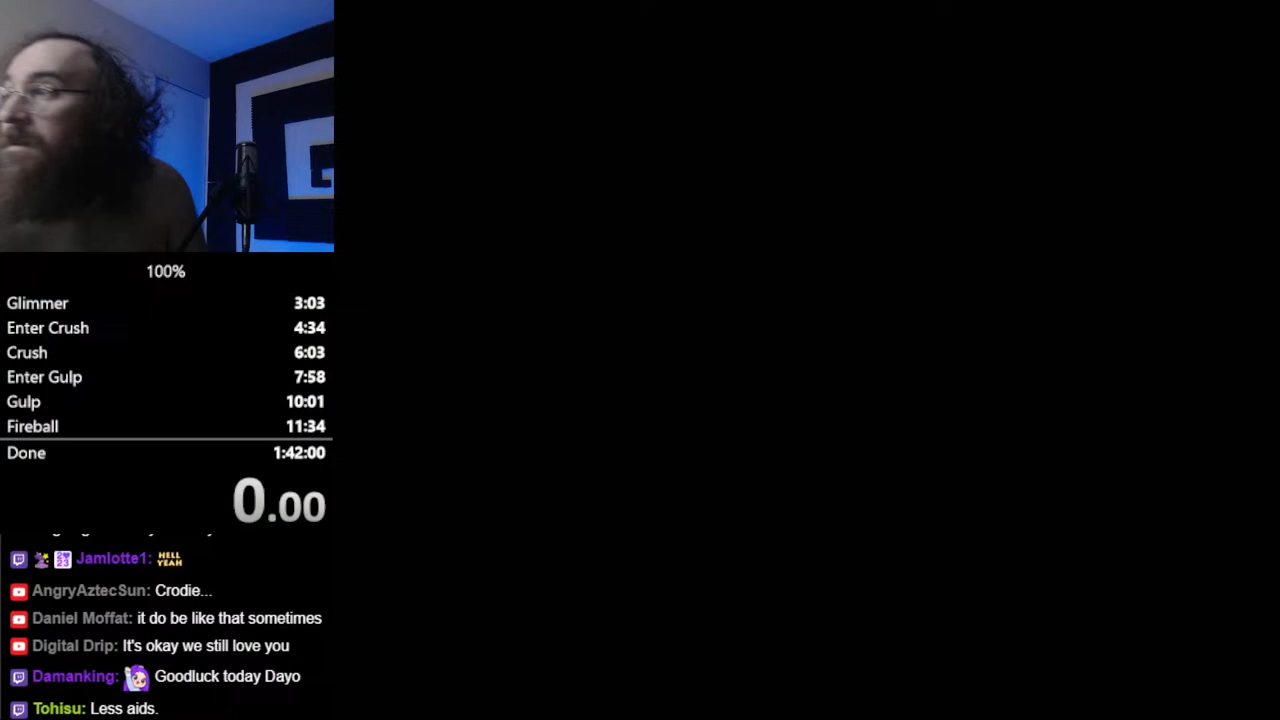 100%
Glimmer 3:03
Enter Crush 4:34
Crush 6:03
Enter Gulp 7:58
Gulp 10:01
Fireball 11:34
Done 1:42:00
0.00
Jamlotte1: HELL YEAH
AngryAztecSun: Crodie...
Daniel Moffat: it do be like that sometimes
Digital Drip: It's okay we still love you
Damanking: Goodluck today Dayo
Tohisu: Less aids.